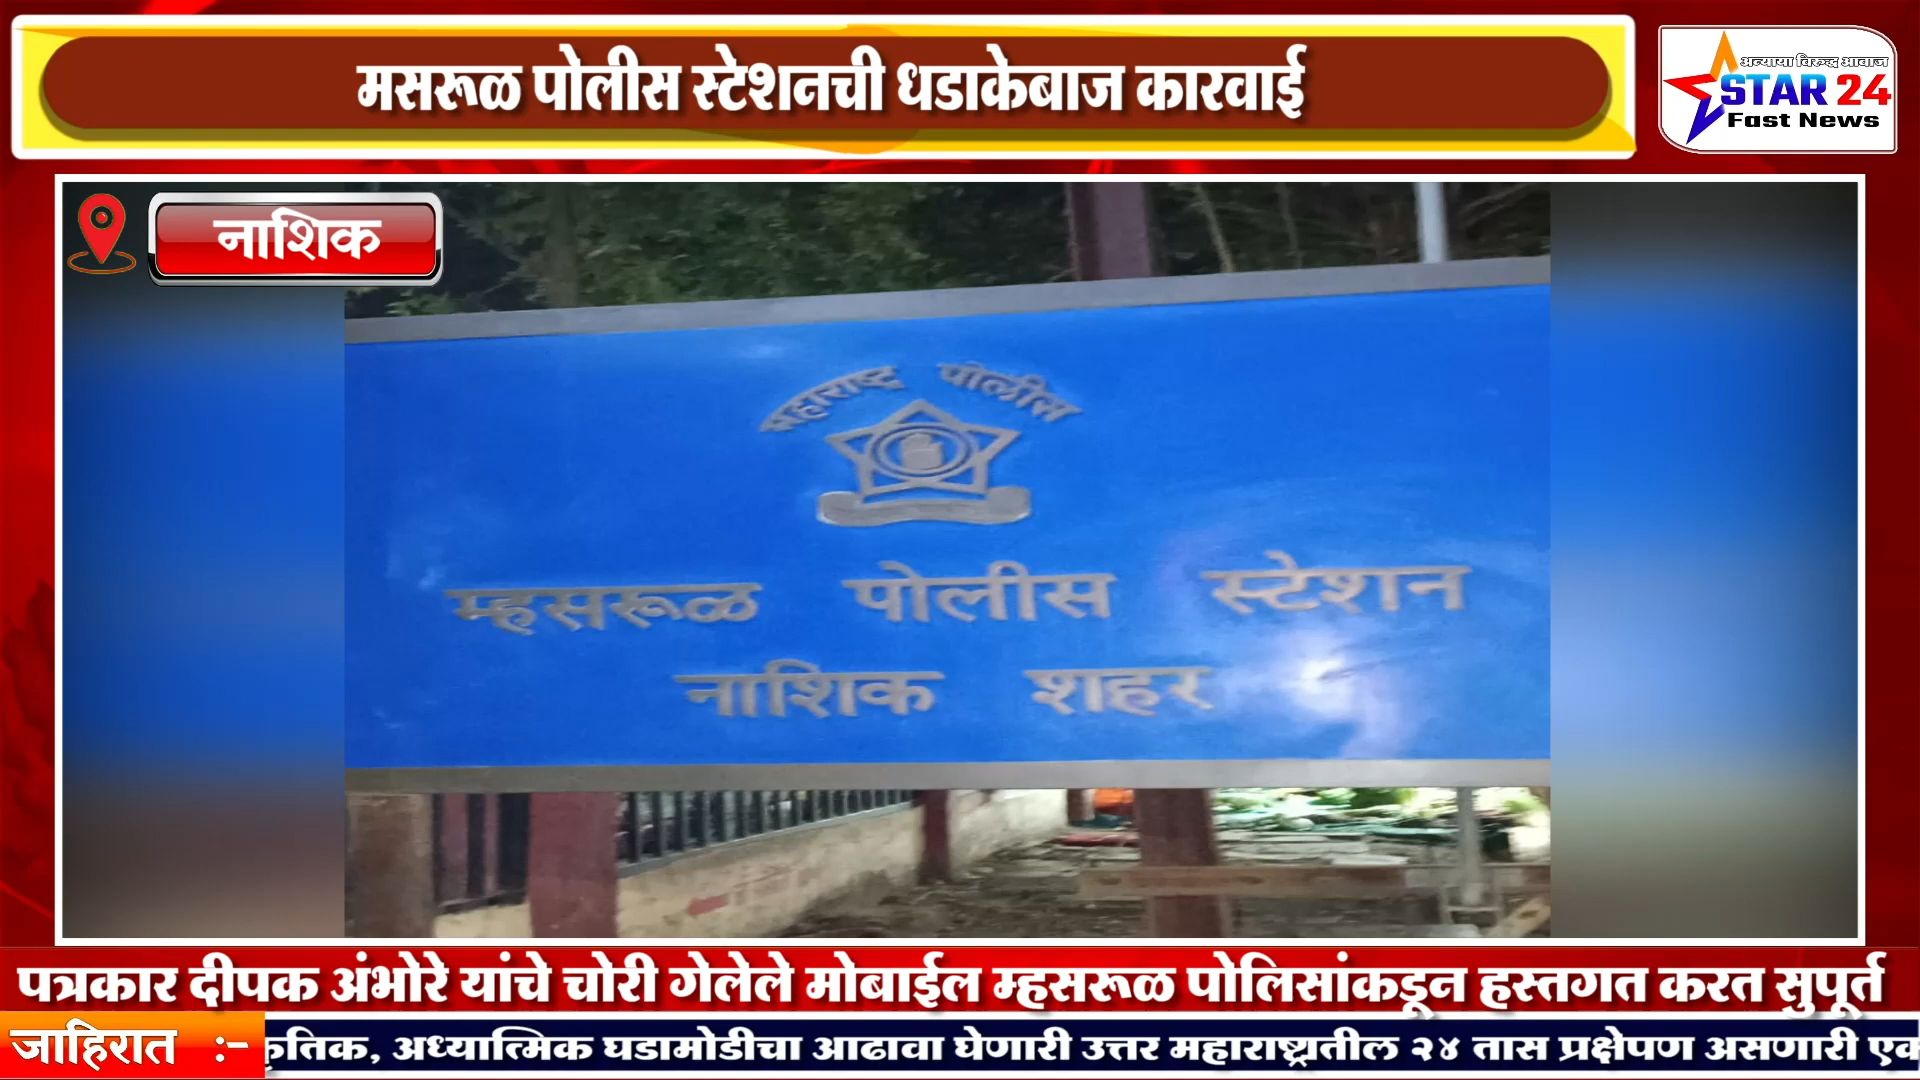 मसरूळ पोलीस स्टेशनची धडाकेबाज कारवाई
अन्याया विरुद्ध आवाज
STAR 24
Fast News
नाशिक
महाराष्ट्र पोलीस
म्हसरूळ पोलीस स्टेशन
नाशिक शहर
पत्रकार दीपक अंभोरे यांचे चोरी गेलेले मोबाईल म्हसरूळ पोलिसांकडून हस्तगत करत सुपूर्त
जाहिरात :- कृतिक, अध्यात्मिक घडामोडीचा आढावा घेणारी उत्तर महाराष्ट्रातील २४ तास प्रक्षेपण असणारी एक